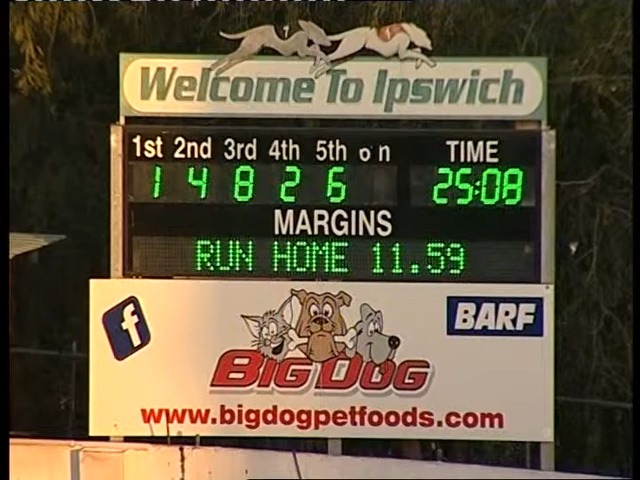 Welcome To Ipswich
1st 2nd 3rd 4th 5th on TIME
1 4 8 2 6 25:08
MARGINS
RUN HOME 11.59
f
BARF
BIG DOG
www.bigdogpetfoods.com